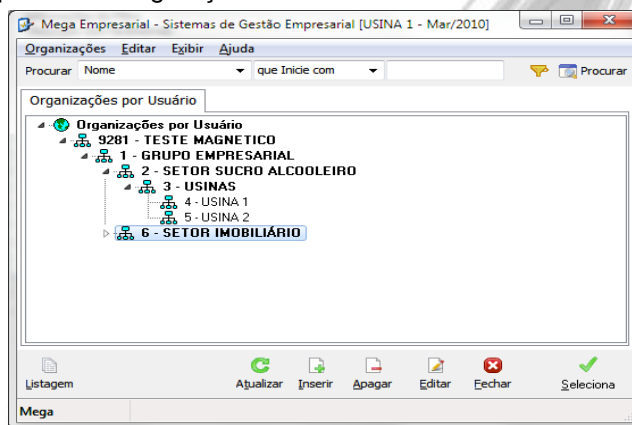 Mega Empresarial - Sistemas de Gestão Empresarial [USINA 1 - Mar/2010]
Organizações Editar Exibir Ajuda
Procurar Nome que Inicie com Procurar
Organizações por Usuário
Organizações por Usuário
9281 - TESTE MAGNETICO
1 - GRUPO EMPRESARIAL
2 - SETOR SUCRO ALCOOLEIRO
3 - USINAS
4 - USINA 1
5 - USINA 2
6 - SETOR IMOBILIÁRIO
Listagem Atualizar Inserir Apagar Editar Fechar Seleciona
Mega